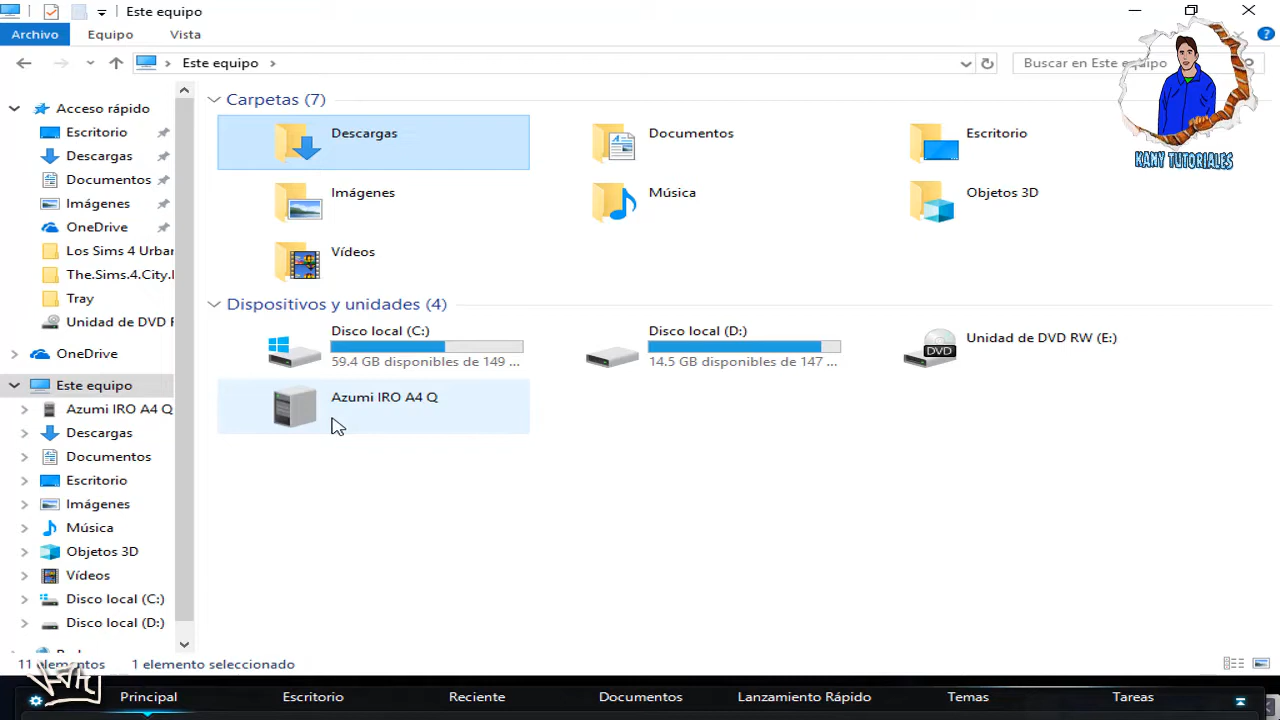 Este equipo
Archivo
Equipo
Vista
Este equipo
Buscar en Este equipo
KANY TUTORIALES
Acceso rápido
Escritorio
Descargas
Documentos
Imágenes
OneDrive
Los Sims 4 Urbar
The.Sims.4.City.l
Tray
Unidad de DVD F
OneDrive
Este equipo
Azumi IRO A4 Q
Descargas
Documentos
Escritorio
Imágenes
Música
Objetos 3D
Vídeos
Disco local (C:)
Disco local (D:)
Carpetas (7)
Descargas
Documentos
Escritorio
Imágenes
Música
Objetos 3D
Vídeos
Dispositivos y unidades (4)
Disco local (C:)
59.4 GB disponibles de 149 ...
Disco local (D:)
14.5 GB disponibles de 147 ...
Unidad de DVD RW (E:)
DVD
Azumi IRO A4 Q
11 elementos
1 elemento seleccionado
Principal
Escritorio
Reciente
Documentos
Lanzamiento Rápido
Temas
Tareas